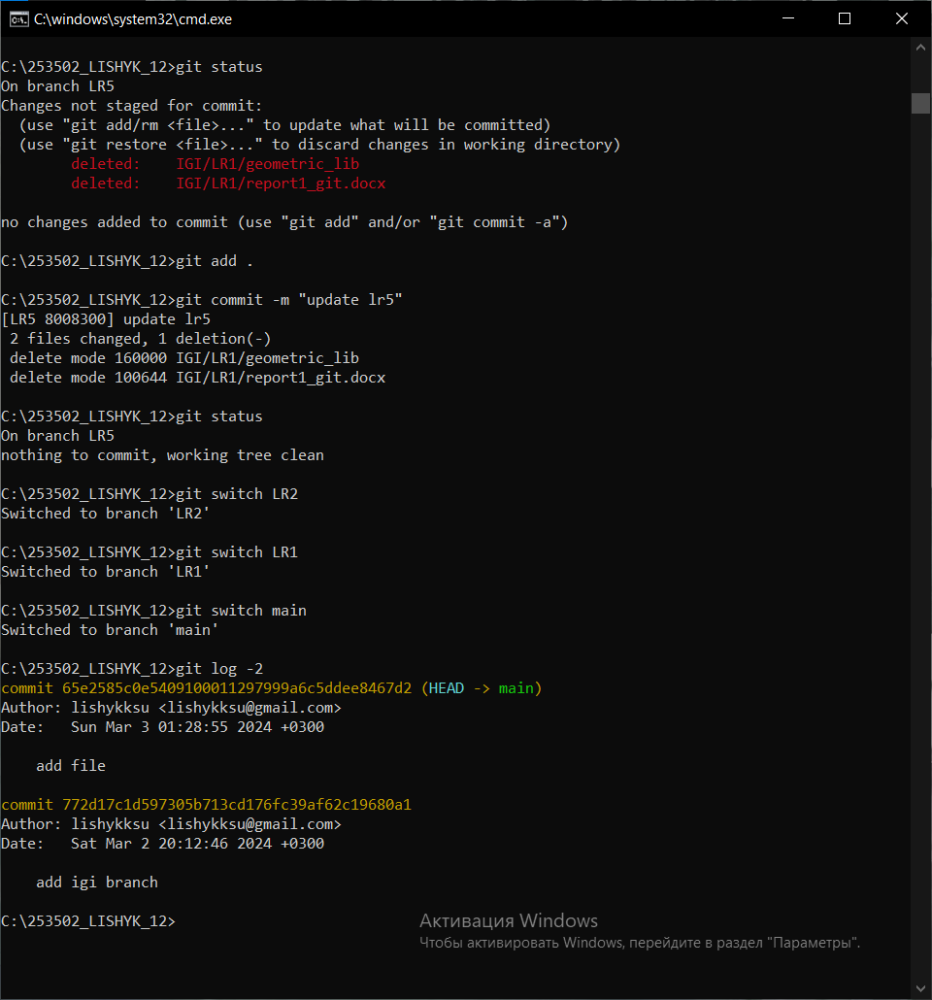 C:\windows\system32\cmd.exe
C:\253502_LISHYK_12>git status
On branch LR5
Changes not staged for commit:
  (use "git add/rm <file>..." to update what will be committed)
  (use "git restore <file>..." to discard changes in working directory)
        deleted:    IGI/LR1/geometric_lib
        deleted:    IGI/LR1/report1_git.docx
no changes added to commit (use "git add" and/or "git commit -a")
C:\253502_LISHYK_12>git add .
C:\253502_LISHYK_12>git commit -m "update lr5"
[LR5 8008300] update lr5
 2 files changed, 1 deletion(-)
 delete mode 160000 IGI/LR1/geometric_lib
 delete mode 100644 IGI/LR1/report1_git.docx
C:\253502_LISHYK_12>git status
On branch LR5
nothing to commit, working tree clean
C:\253502_LISHYK_12>git switch LR2
Switched to branch 'LR2'
C:\253502_LISHYK_12>git switch LR1
Switched to branch 'LR1'
C:\253502_LISHYK_12>git switch main
Switched to branch 'main'
C:\253502_LISHYK_12>git log -2
commit 65e2585c0e5409100011297999a6c5ddee8467d2 (HEAD -> main)
Author: lishykksu <lishykksu@gmail.com>
Date:   Sun Mar 3 01:28:55 2024 +0300
    add file
commit 772d17c1d597305b713cd176fc39af62c19680a1
Author: lishykksu <lishykksu@gmail.com>
Date:   Sat Mar 2 20:12:46 2024 +0300
    add igi branch
C:\253502_LISHYK_12>
Активация Windows
Чтобы активировать Windows, перейдите в раздел "Параметры".